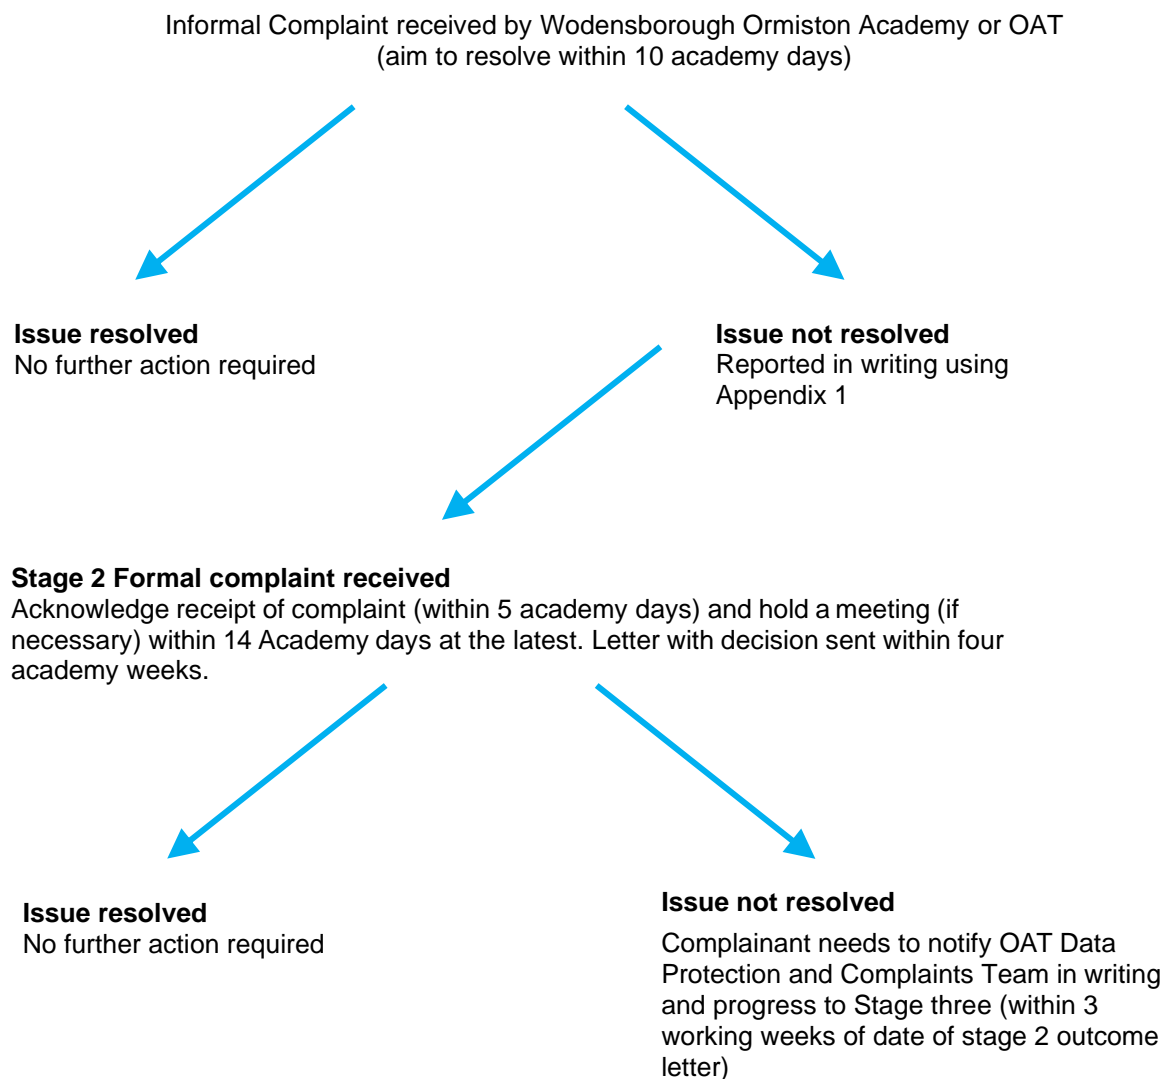 Informal Complaint received by Wodensborough Ormiston Academy or OAT
(aim to resolve within 10 academy days)
Issue resolved
No further action required
Issue not resolved
Reported in writing using
Appendix 1
Stage 2 Formal complaint received
Acknowledge receipt of complaint (within 5 academy days) and hold a meeting (if
necessary) within 14 Academy days at the latest. Letter with decision sent within four
academy weeks.
Issue resolved
No further action required
Issue not resolved
Complainant needs to notify OAT Data
Protection and Complaints Team in writing
and progress to Stage three (within 3
working weeks of date of stage 2 outcome
letter)